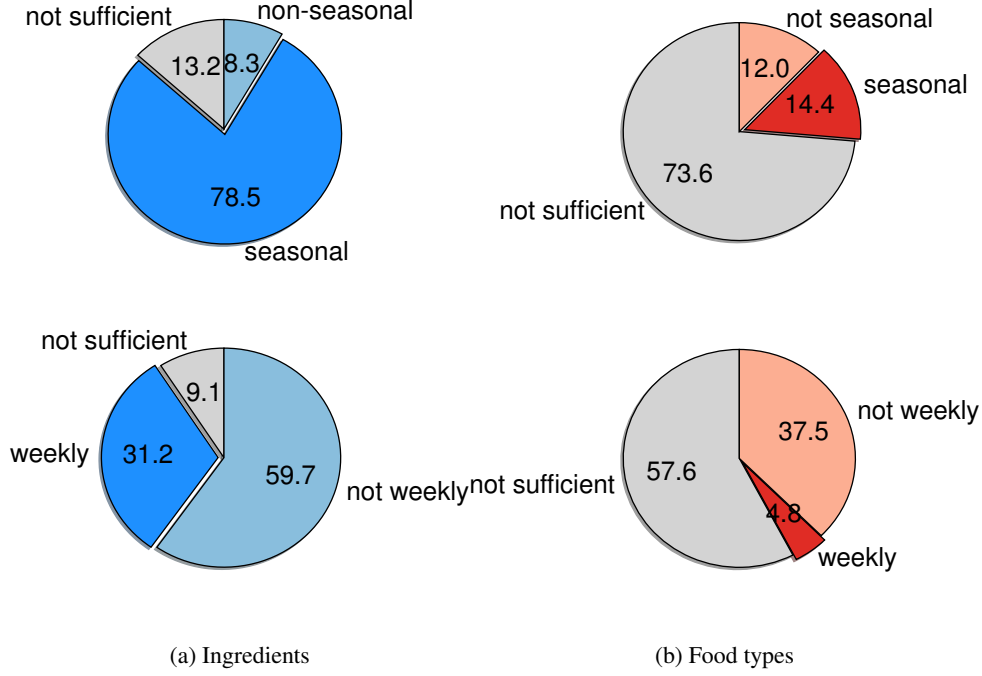 not sufficient
non-seasonal
13.2
8.3
78.5
seasonal
not seasonal
12.0
seasonal
14.4
73.6
not sufficient
not sufficient
9.1
weekly
31.2
59.7
not weekly
not weekly
37.5
57.6
not sufficient
4.8
weekly
(a) Ingredients
(b) Food types